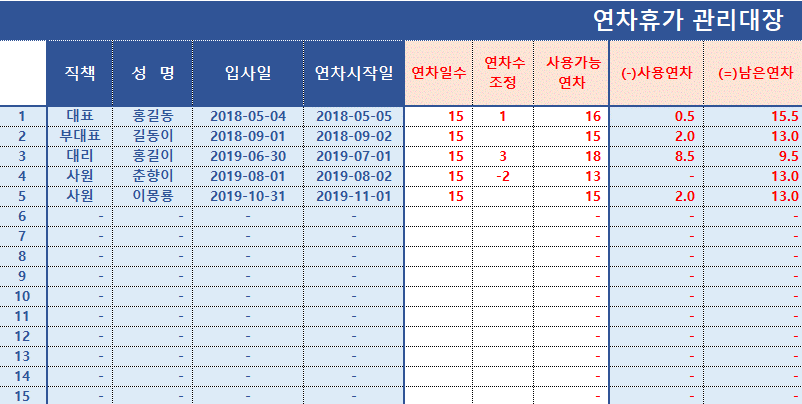 연차휴가 관리대장
직책 성 명 입사일 연차시작일 연차일수 연차수 조정 사용가능 연차 (-)사용연차 (=)남은연차
1 대표 홍길동 2018-05-04 2018-05-05 15 1 16 0.5 15.5
2 부대표 길동이 2018-09-01 2018-09-02 15 15 2.0 13.0
3 대리 홍길이 2019-06-30 2019-07-01 15 3 18 8.5 9.5
4 사원 춘향이 2019-08-01 2019-08-02 15 -2 13 - 13.0
5 사원 이몽룡 2019-10-31 2019-11-01 15 15 2.0 13.0
6 - - - - - - -
7 - - - - - - -
8 - - - - - - -
9 - - - - - - -
10 - - - - - - -
11 - - - - - - -
12 - - - - - - -
13 - - - - - - -
14 - - - - - - -
15 - - - - - - -